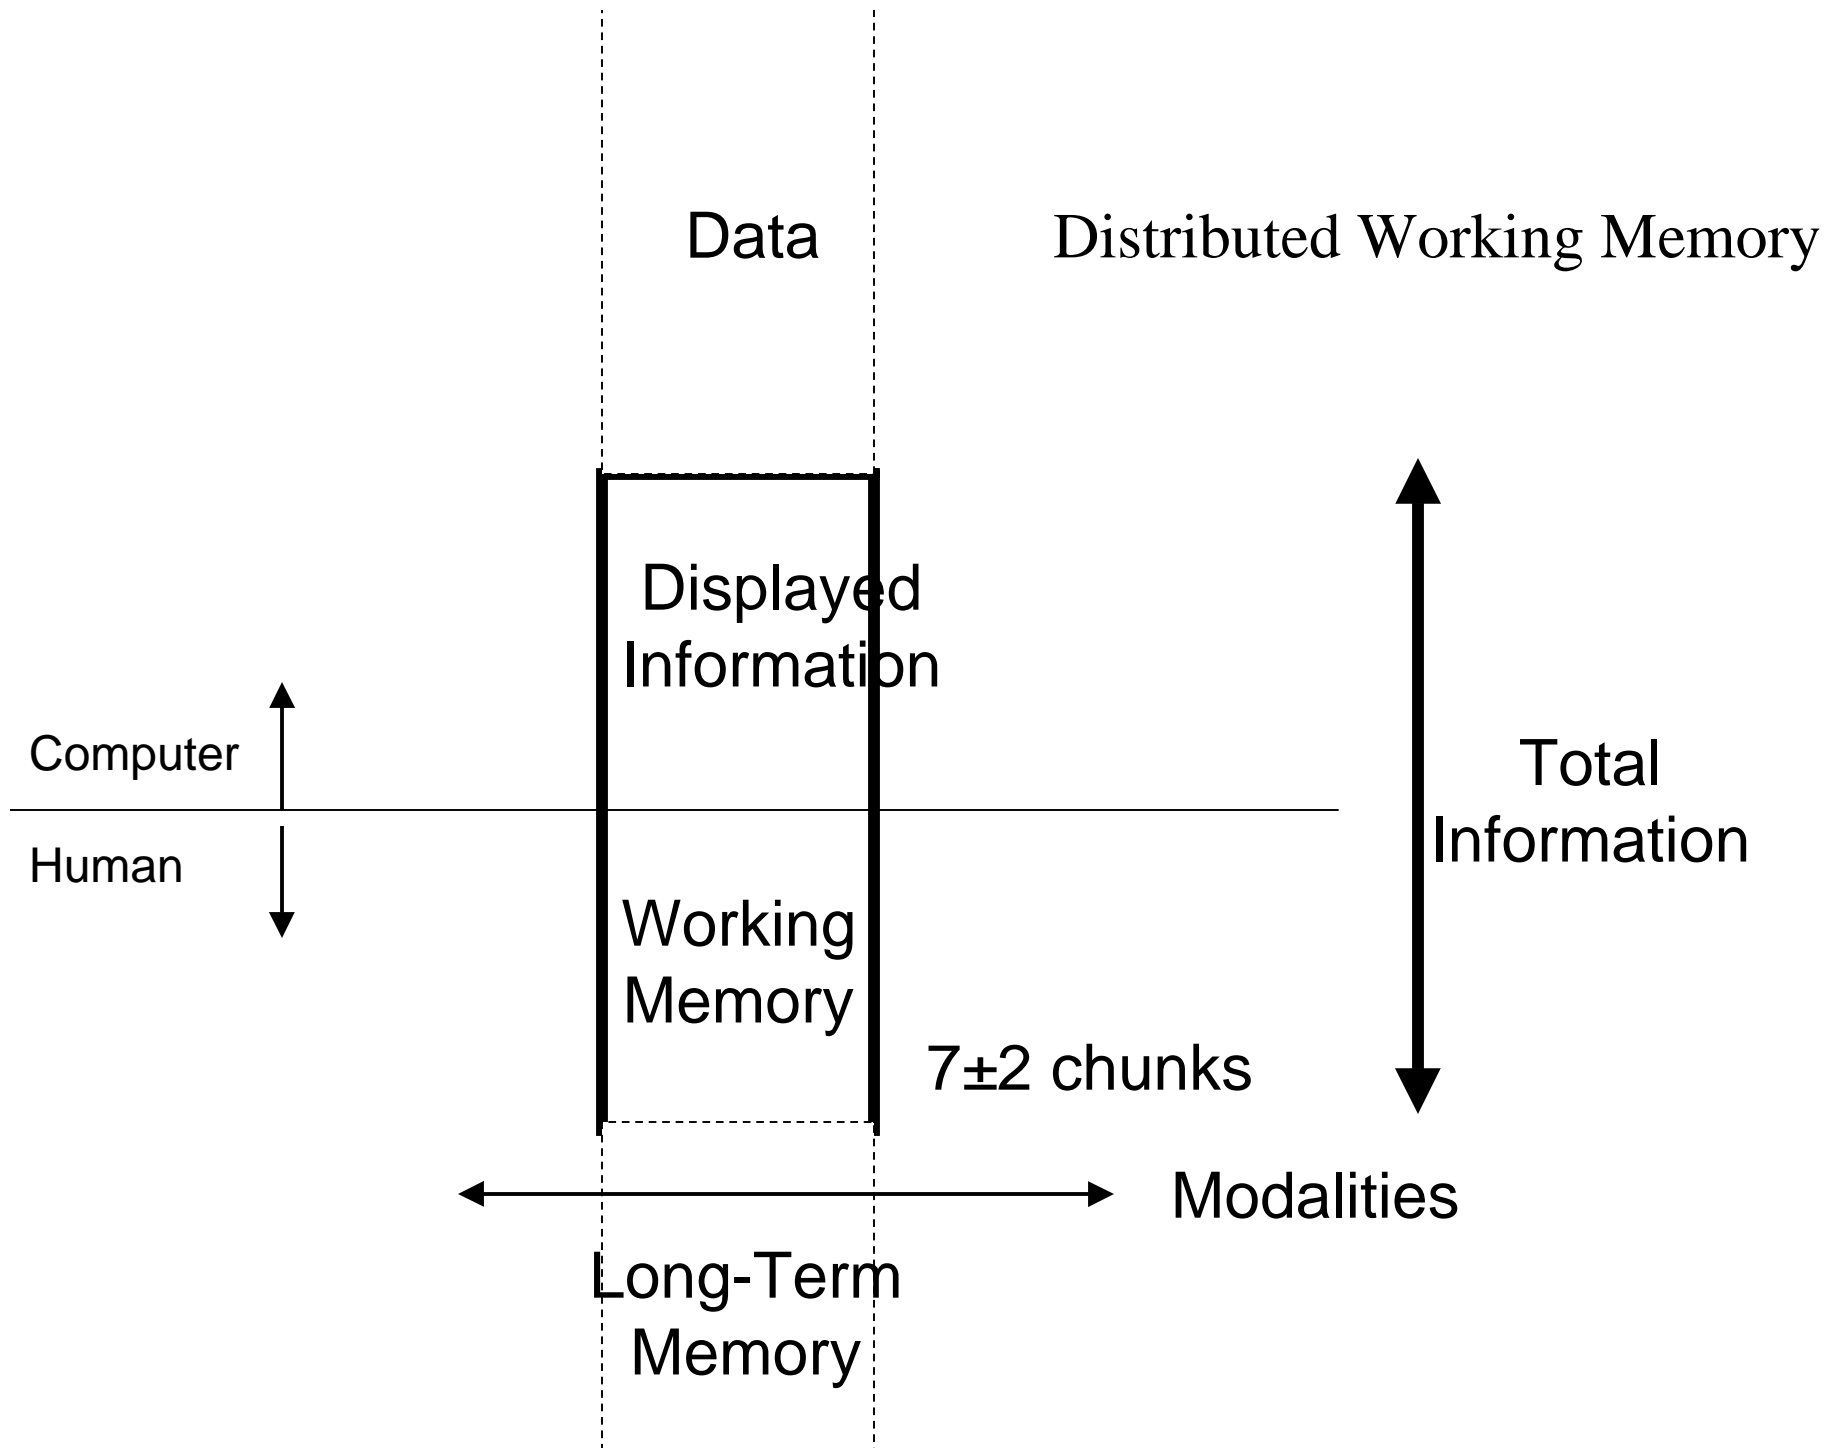 Data
Distributed Working Memory
Displayed
Information
Computer
Human
Total
Information
Working
Memory
7±2 chunks
Modalities
Long-Term
Memory